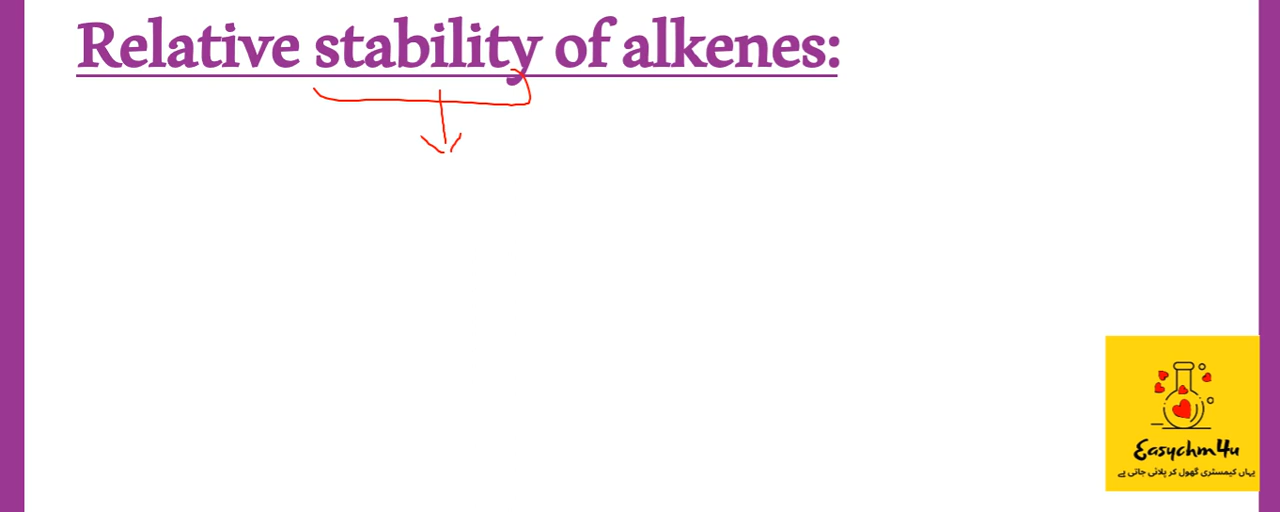 Relative stability of alkenes:
Easychm4u
یہاں کیمسٹری گھول کر پلائی جاتی ہے